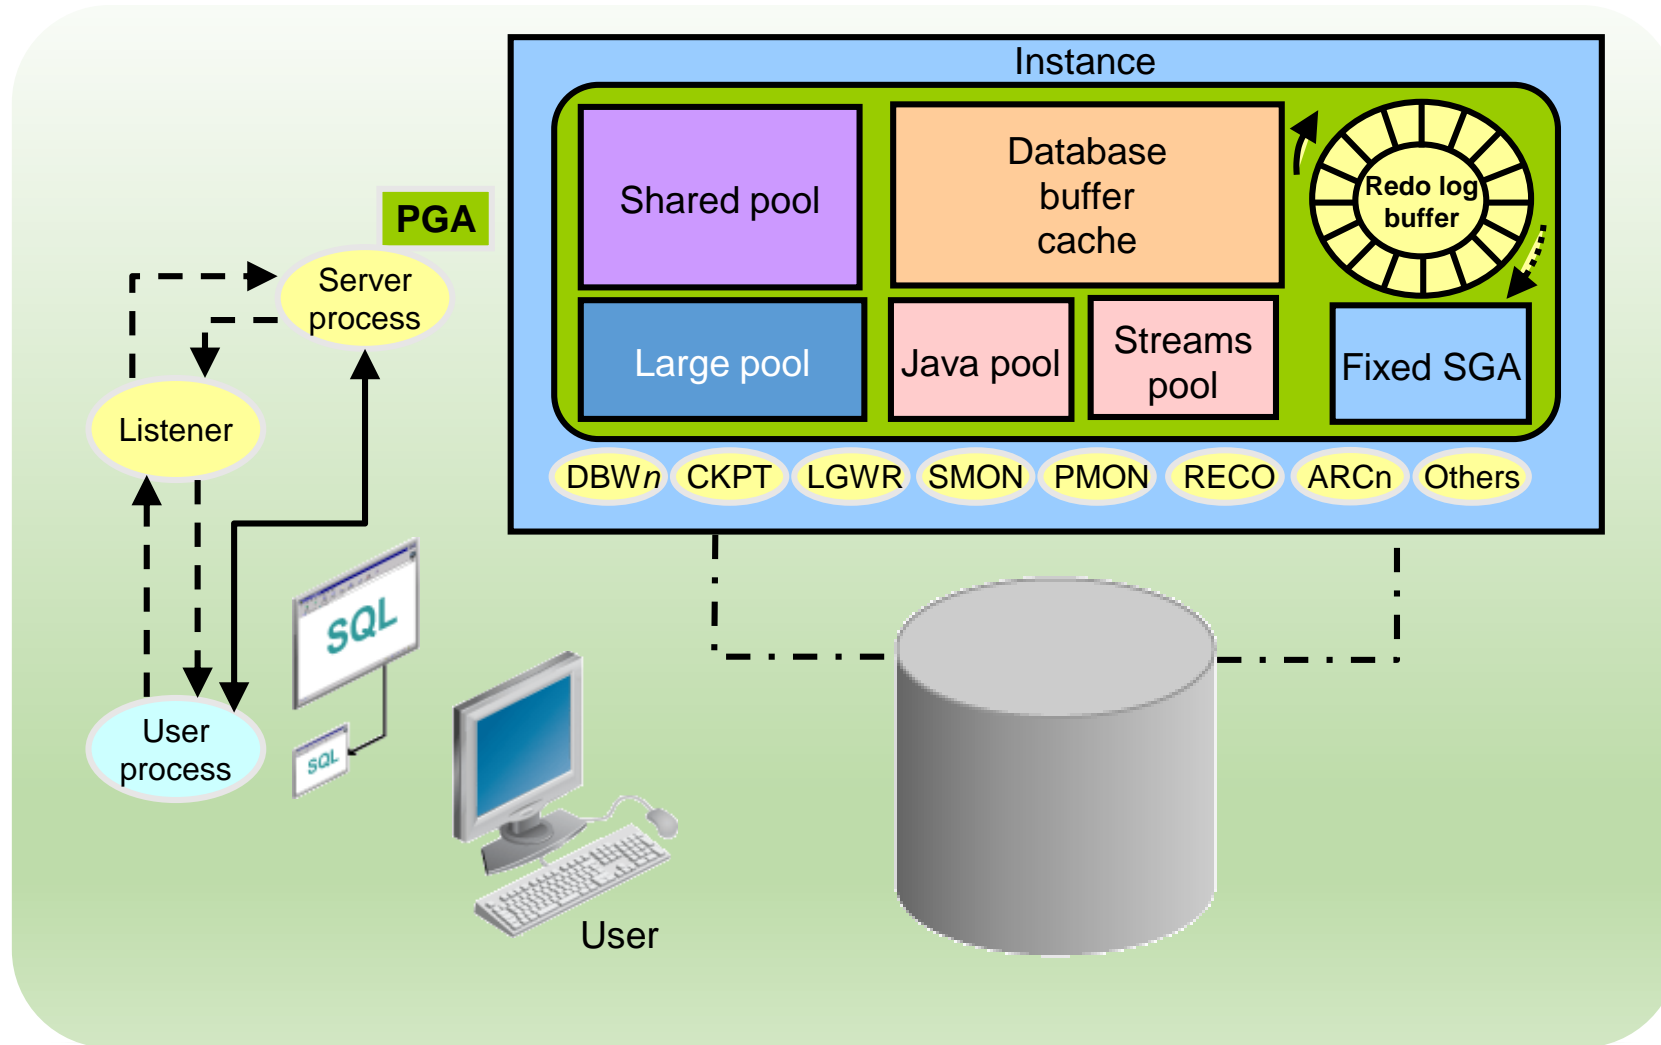 Instance
Shared pool
Database
buffer
cache
Redo log
buffer
PGA
Server
process
Large pool
Java pool
Streams
pool
Fixed SGA
Listener
DBWn
CKPT
LGWR
SMON
PMON
RECO
ARCn
Others
SQL
User
process
SQL
User